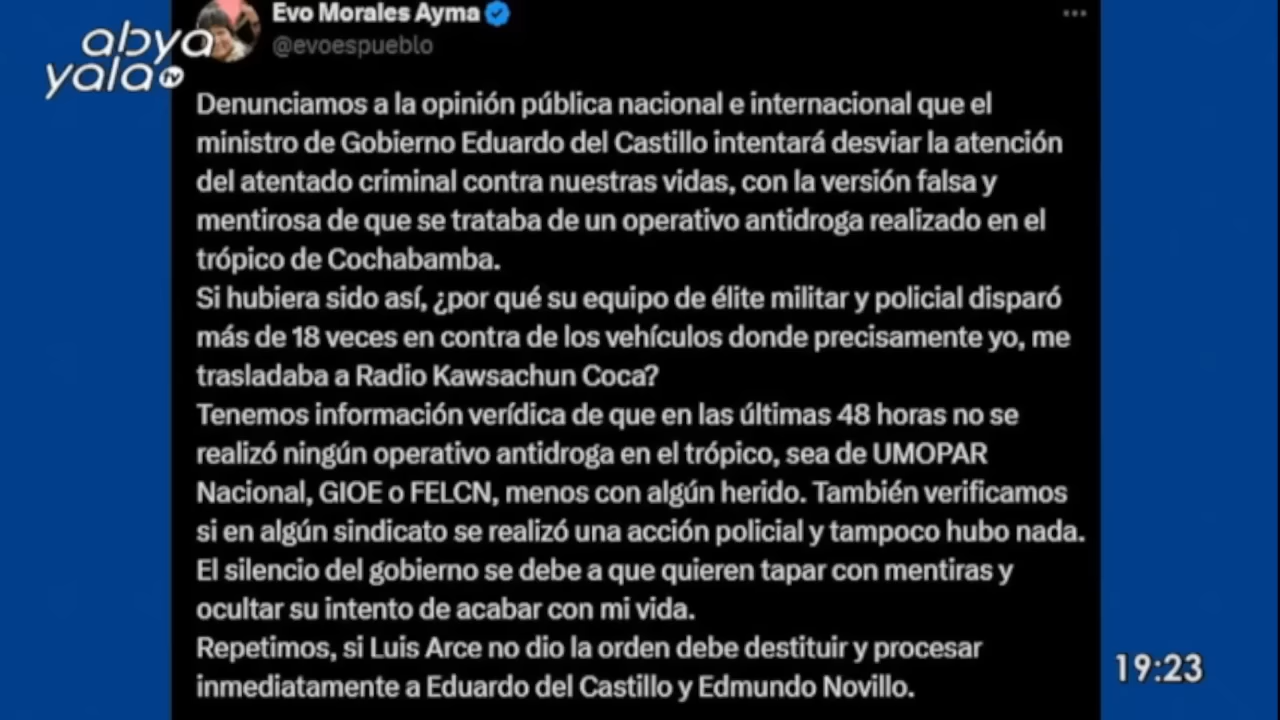 Evo Morales Ayma
@evoespueblo
abya
yala tv
Denunciamos a la opinión pública nacional e internacional que el
ministro de Gobierno Eduardo del Castillo intentará desviar la atención
del atentado criminal contra nuestras vidas, con la versión falsa y
mentirosa de que se trataba de un operativo antidroga realizado en el
trópico de Cochabamba.
Si hubiera sido así, ¿por qué su equipo de élite militar y policial disparó
más de 18 veces en contra de los vehículos donde precisamente yo, me
trasladaba a Radio Kawsachun Coca?
Tenemos información verídica de que en las últimas 48 horas no se
realizó ningún operativo antidroga en el trópico, sea de UMOPAR
Nacional, GIOE o FELCN, menos con algún herido. También verificamos
si en algún sindicato se realizó una acción policial y tampoco hubo nada.
El silencio del gobierno se debe a que quieren tapar con mentiras y
ocultar su intento de acabar con mi vida.
Repetimos, si Luis Arce no dio la orden debe destituir y procesar
inmediatamente a Eduardo del Castillo y Edmundo Novillo.
19:23